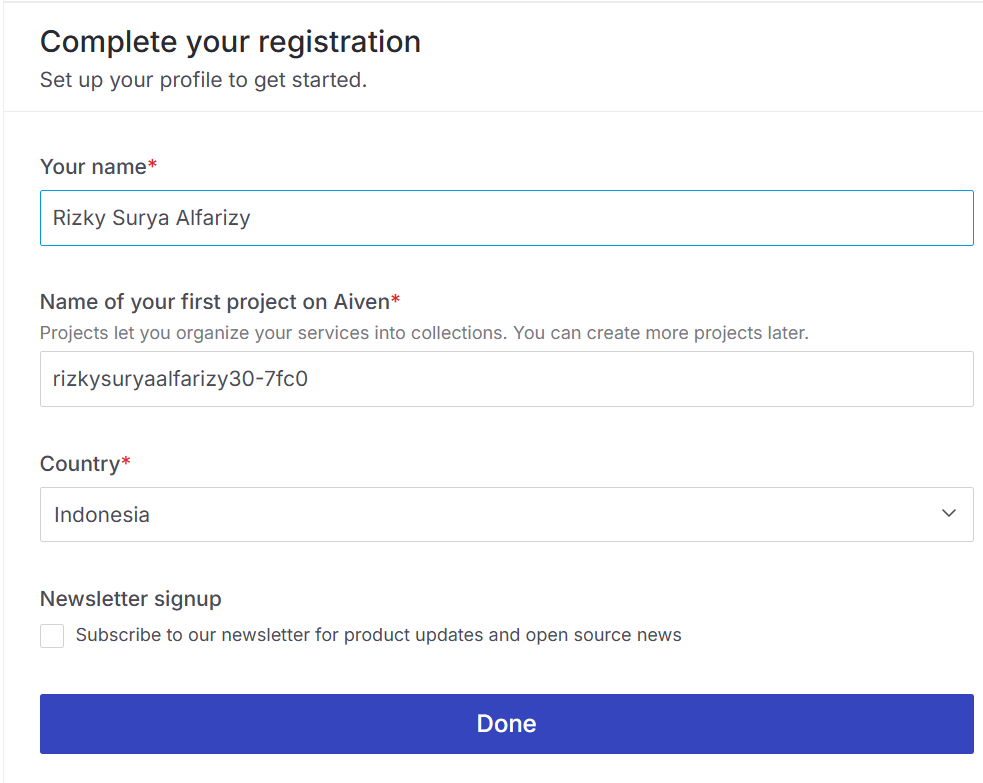 Complete your registration
Set up your profile to get started.
Your name*
Rizky Surya Alfarizy
Name of your first project on Aiven*
Projects let you organize your services into collections. You can create more projects later.
rizkysuryaalfarizy30-7fc0
Country*
Indonesia
Newsletter signup
Subscribe to our newsletter for product updates and open source news
Done